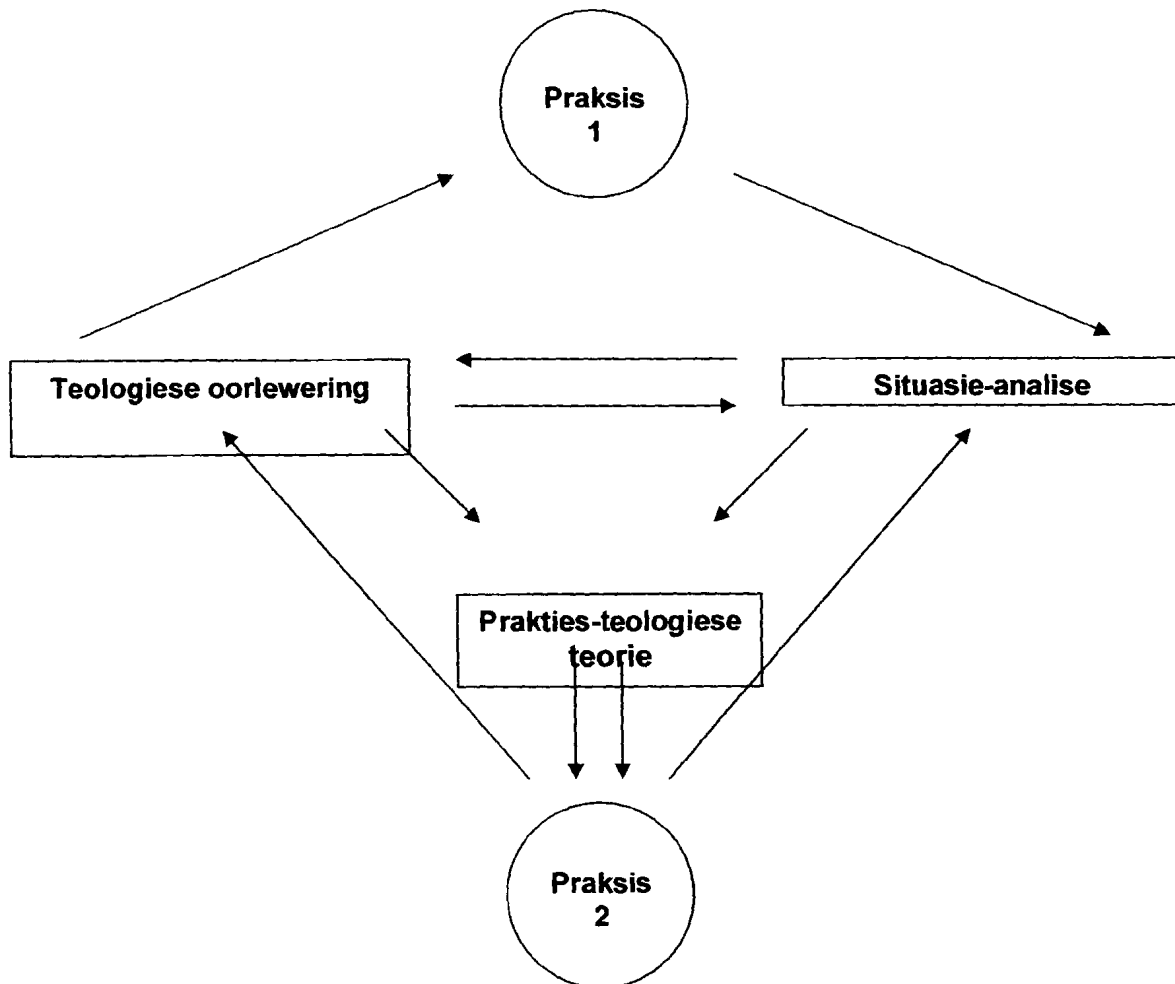 Praksis
1
Teologiese oorlewering
Situasie-analise
Prakties-teologiese
teorie
Praksis
2